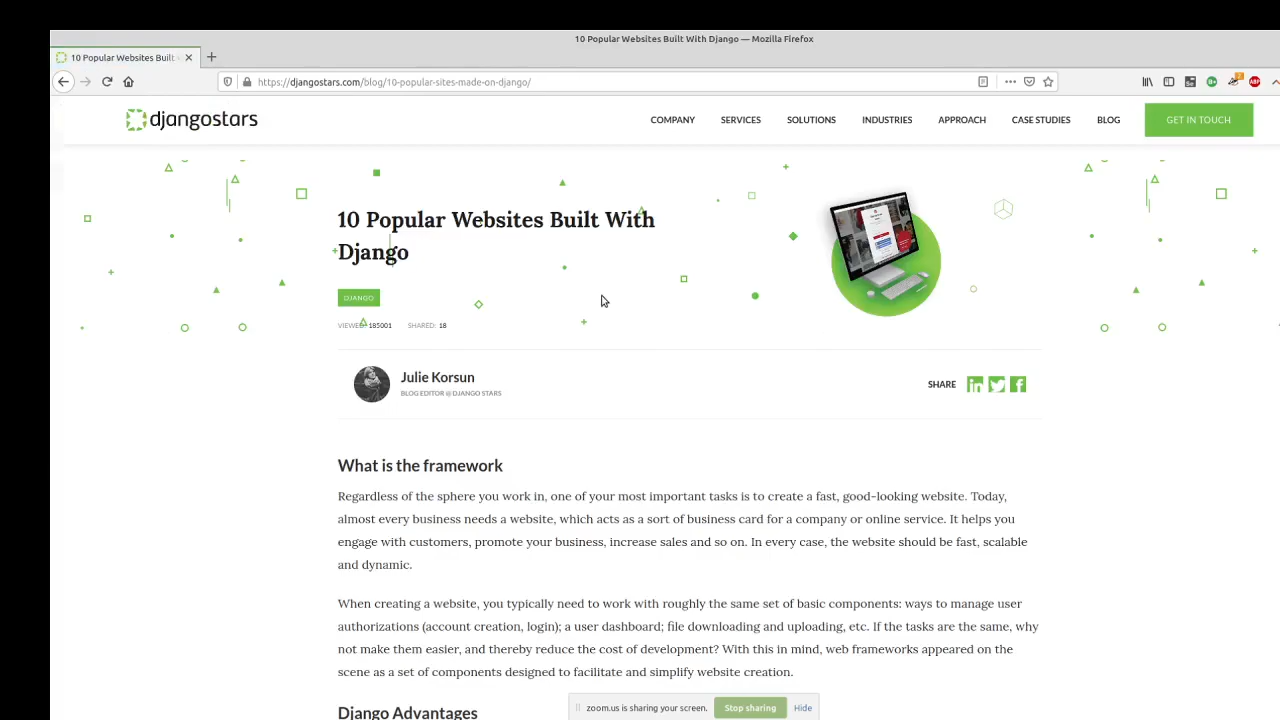 10 Popular Websites Built With Django — Mozilla Firefox
10 Popular Websites Built
https://djangostars.com/blog/10-popular-sites-made-on-django/
djangostars
COMPANY SERVICES SOLUTIONS INDUSTRIES APPROACH CASE STUDIES BLOG GET IN TOUCH
10 Popular Websites Built With
Django
DJANGO
VIEWED: 185001 SHARED: 18
Julie Korsun
BLOG EDITOR @ DJANGO STARS
SHARE
What is the framework
Regardless of the sphere you work in, one of your most important tasks is to create a fast, good-looking website. Today,
almost every business needs a website, which acts as a sort of business card for a company or online service. It helps you
engage with customers, promote your business, increase sales and so on. In every case, the website should be fast, scalable
and dynamic.
When creating a website, you typically need to work with roughly the same set of basic components: ways to manage user
authorizations (account creation, login); a user dashboard; file downloading and uploading, etc. If the tasks are the same, why
not make them easier, and thereby reduce the cost of development? With this in mind, web frameworks appeared on the
scene as a set of components designed to facilitate and simplify website creation.
Django Advantages
zoom.us is sharing your screen. Stop sharing Hide